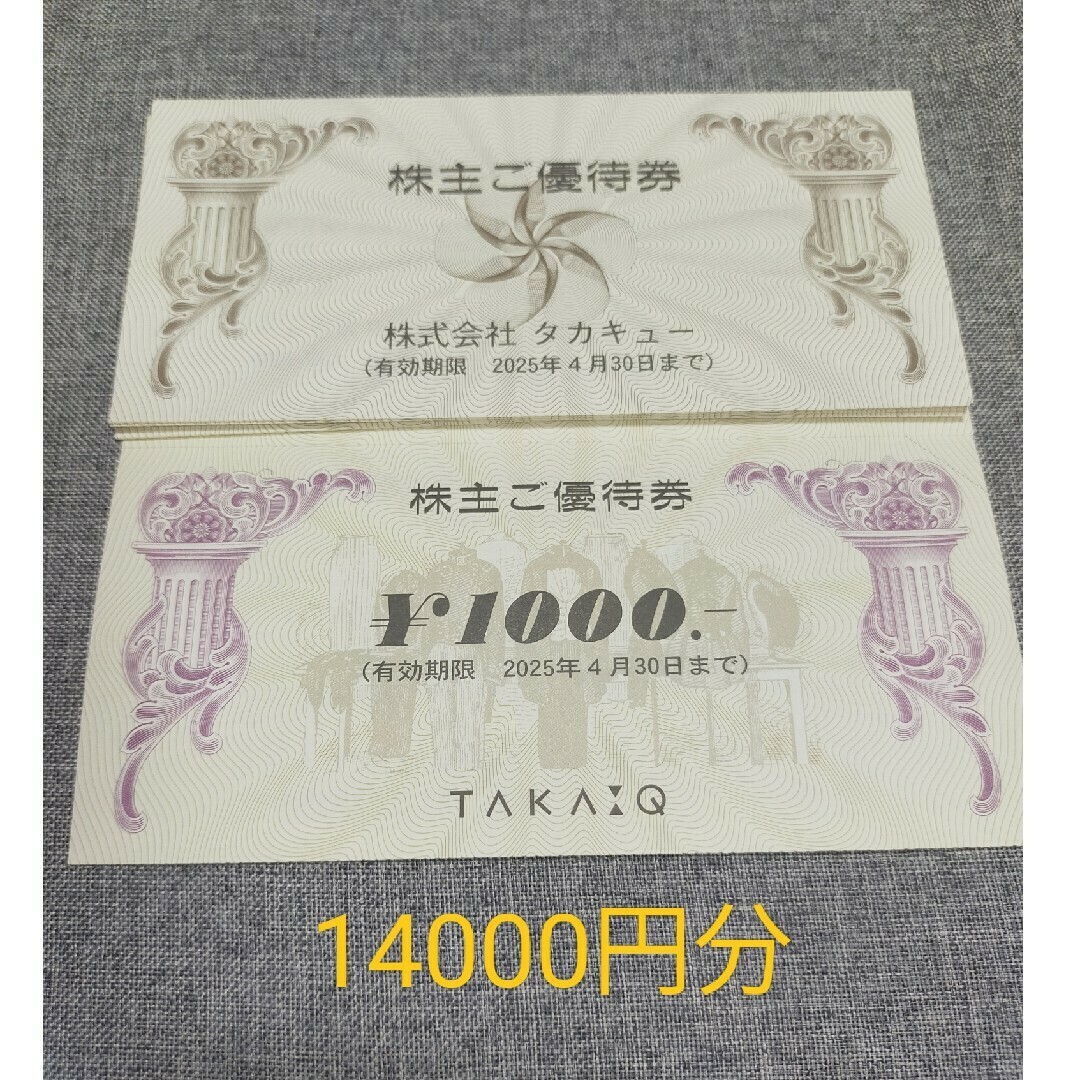 株主ご優待券
株式会社 タカキュー
(有効期限 2025年4月30日まで)
株主ご優待券
¥1000.-
(有効期限 2025年4月30日まで)
TAKA:Q
14000円分